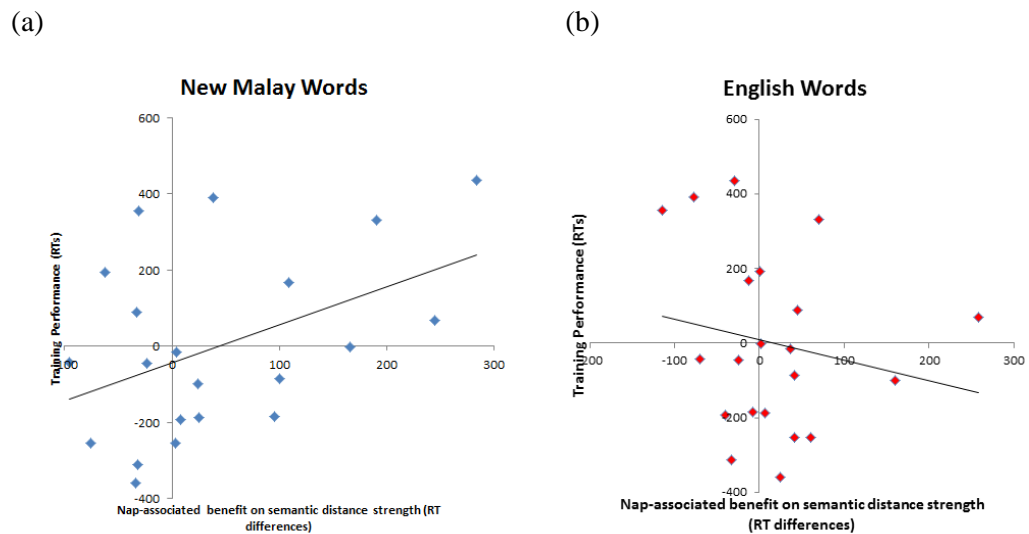 (a)
New Malay Words
600
400
200
0
-200
-400
-100
0
100
200
300
Training Performance (RTs)
Nap-associated benefit on semantic distance strength (RT
differences)
(b)
English Words
600
400
200
0
-200
-400
-200
-100
0
100
200
300
Training Performance (RTs)
Nap-associated benefit on semantic distance strength
(RT differences)